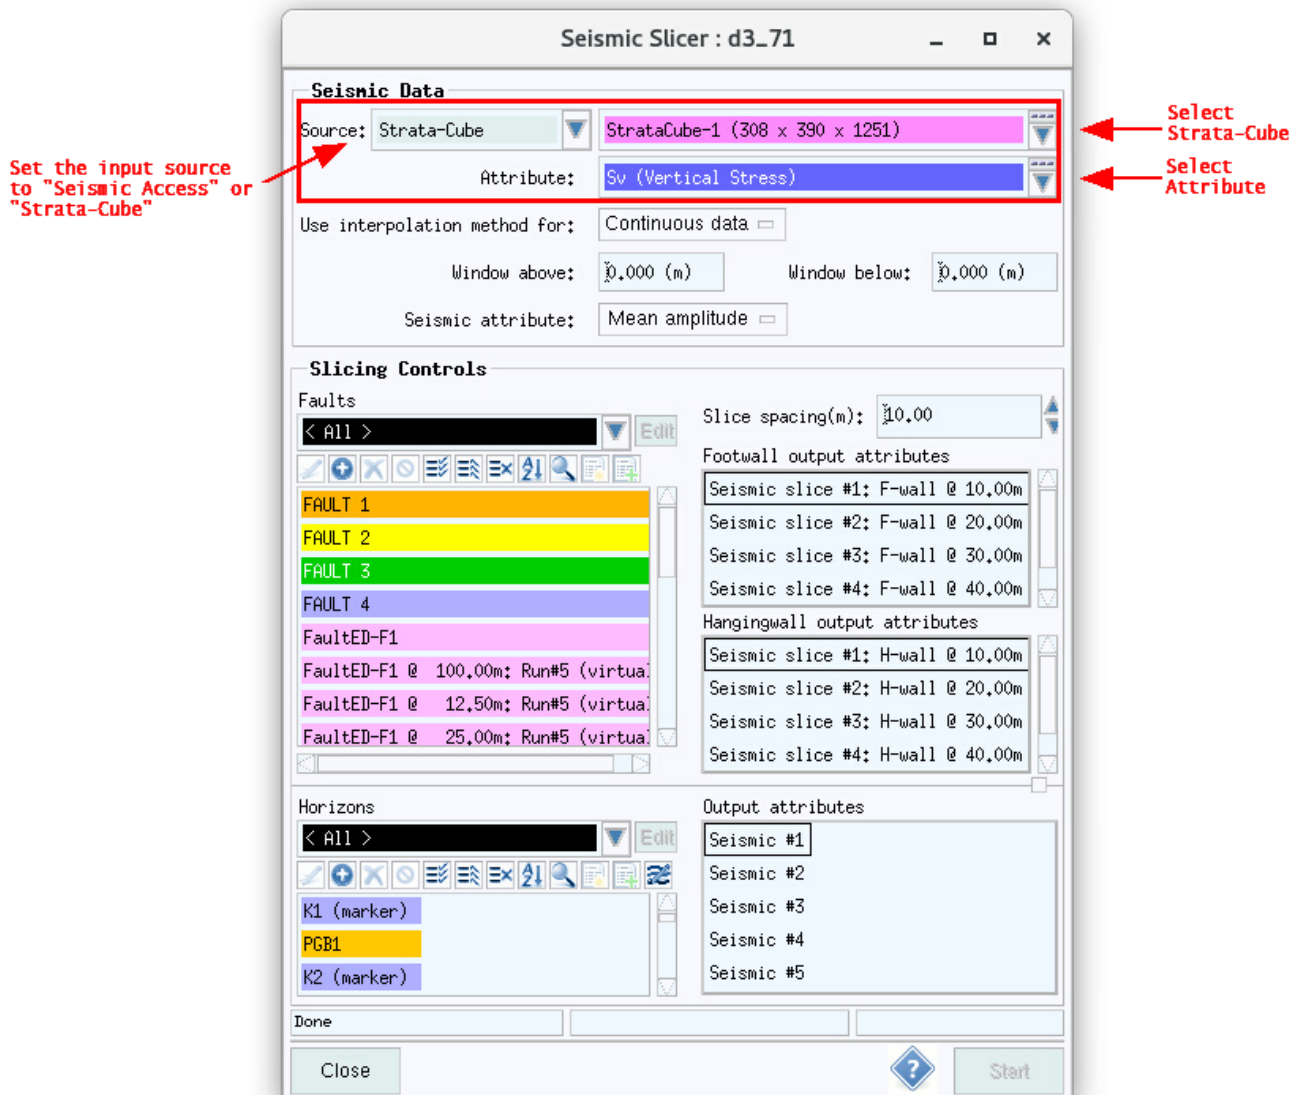 Seismic Slicer : d3_71
Seismic Data
Source: Strata-Cube StrataCube-1 (308 x 390 x 1251)
Select
Strata-Cube
Set the input source
to "Seismic Access" or
"Strata-Cube"
Attribute: Sv (Vertical Stress)
Select
Attribute
Use interpolation method for: Continuous data
Window above: 0.000 (m) Window below: 0.000 (m)
Seismic attribute: Mean amplitude
Slicing Controls
Faults
< All > Edit
FAULT 1
FAULT 2
FAULT 3
FAULT 4
FaultED-F1
FaultED-F1 @ 100.00m: Run#5 (virtual
FaultED-F1 @ 12.50m: Run#5 (virtual
FaultED-F1 @ 25.00m: Run#5 (virtual
Slice spacing(m): 10.00
Footwall output attributes
Seismic slice #1: F-wall @ 10.00m
Seismic slice #2: F-wall @ 20.00m
Seismic slice #3: F-wall @ 30.00m
Seismic slice #4: F-wall @ 40.00m
Hangingwall output attributes
Seismic slice #1: H-wall @ 10.00m
Seismic slice #2: H-wall @ 20.00m
Seismic slice #3: H-wall @ 30.00m
Seismic slice #4: H-wall @ 40.00m
Horizons
< All > Edit
K1 (marker)
PGB1
K2 (marker)
Output attributes
Seismic #1
Seismic #2
Seismic #3
Seismic #4
Seismic #5
Done
Close ? Start